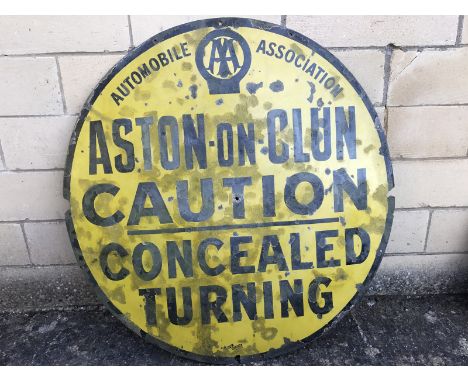 AUTOMOBILE AA ASSOCIATION
ASTON·ON·CLUN
CAUTION
CONCEALED
TURNING